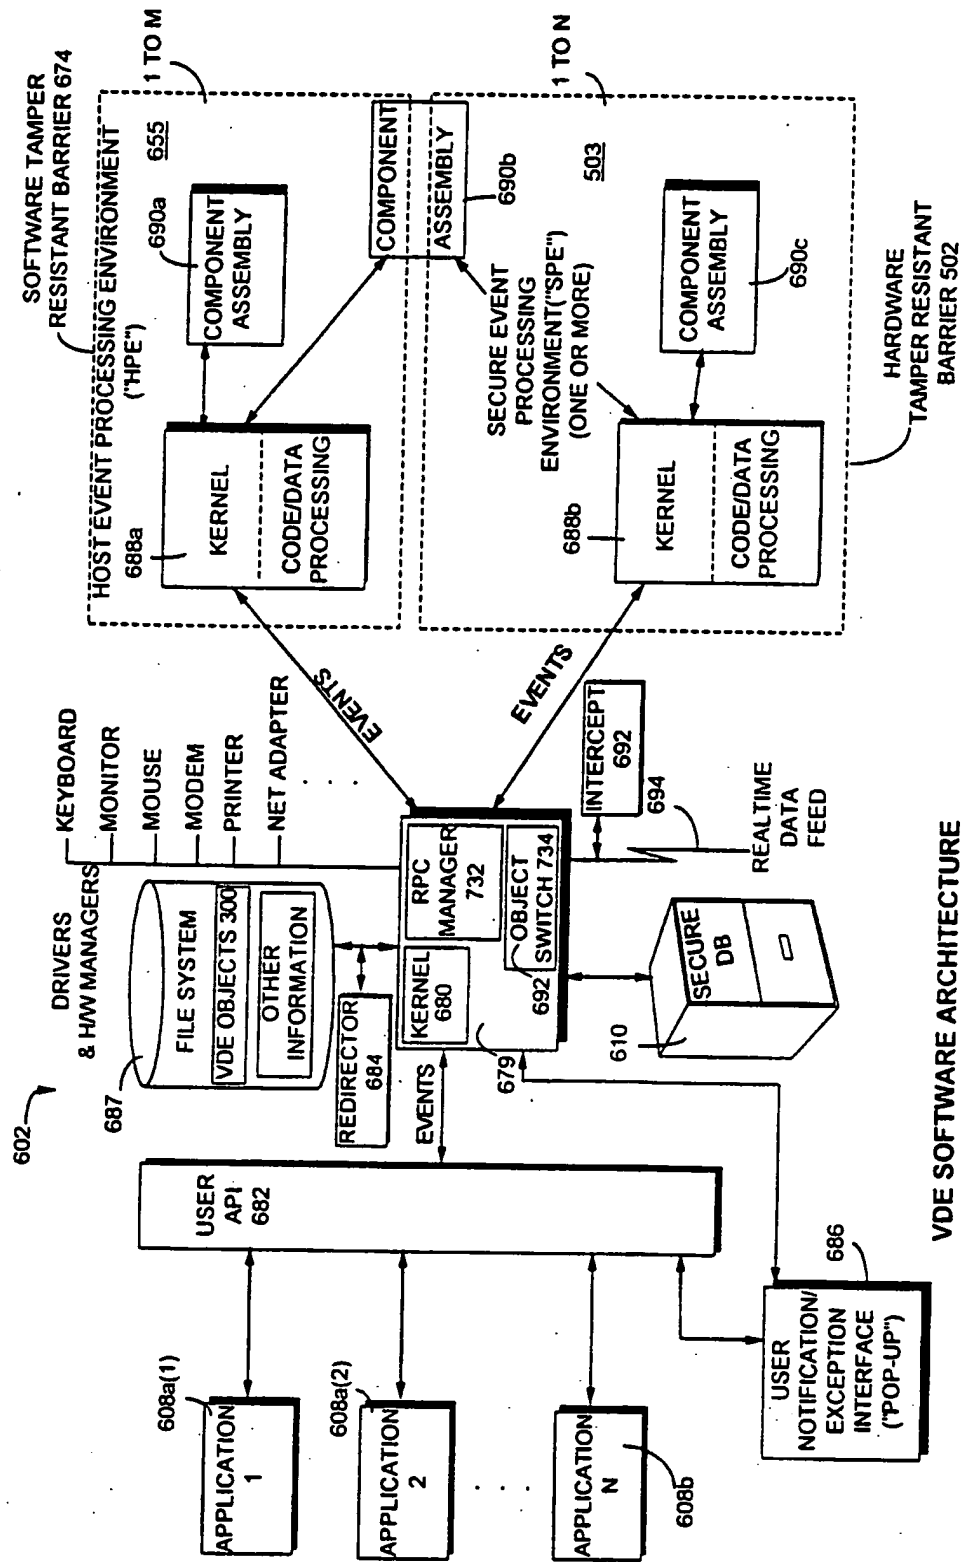 602
DRIVERS
& H/W MANAGERS
KEYBOARD
MONITOR
MOUSE
MODEM
PRINTER
NET ADAPTER
SOFTWARE TAMPER
RESISTANT BARRIER 674
1 TO M
HOST EVENT PROCESSING ENVIRONMENT
("HPE")
655
688a
KERNEL
CODE/DATA
PROCESSING
690a
COMPONENT
ASSEMBLY
COMPONENT
ASSEMBLY
690b
1 TO N
503
SECURE EVENT
PROCESSING
ENVIRONMENT("SPE")
(ONE OR MORE)
688b
KERNEL
CODE/DATA
PROCESSING
COMPONENT
ASSEMBLY
690c
HARDWARE
TAMPER RESISTANT
BARRIER 502
687
FILE SYSTEM
VDE OBJECTS 300
OTHER
INFORMATION
REDIRECTOR
684
EVENTS
EVENTS
EVENTS
KERNEL
680
RPC
MANAGER
732
OBJECT
SWITCH 734
692
679
INTERCEPT
692
694
REALTIME
DATA
FEED
610
SECURE
DB
USER
API
682
608a(1)
APPLICATION
1
608a(2)
APPLICATION
2
APPLICATION
N
608b
686
USER
NOTIFICATION/
EXCEPTION
INTERFACE
("POP-UP")
VDE SOFTWARE ARCHITECTURE